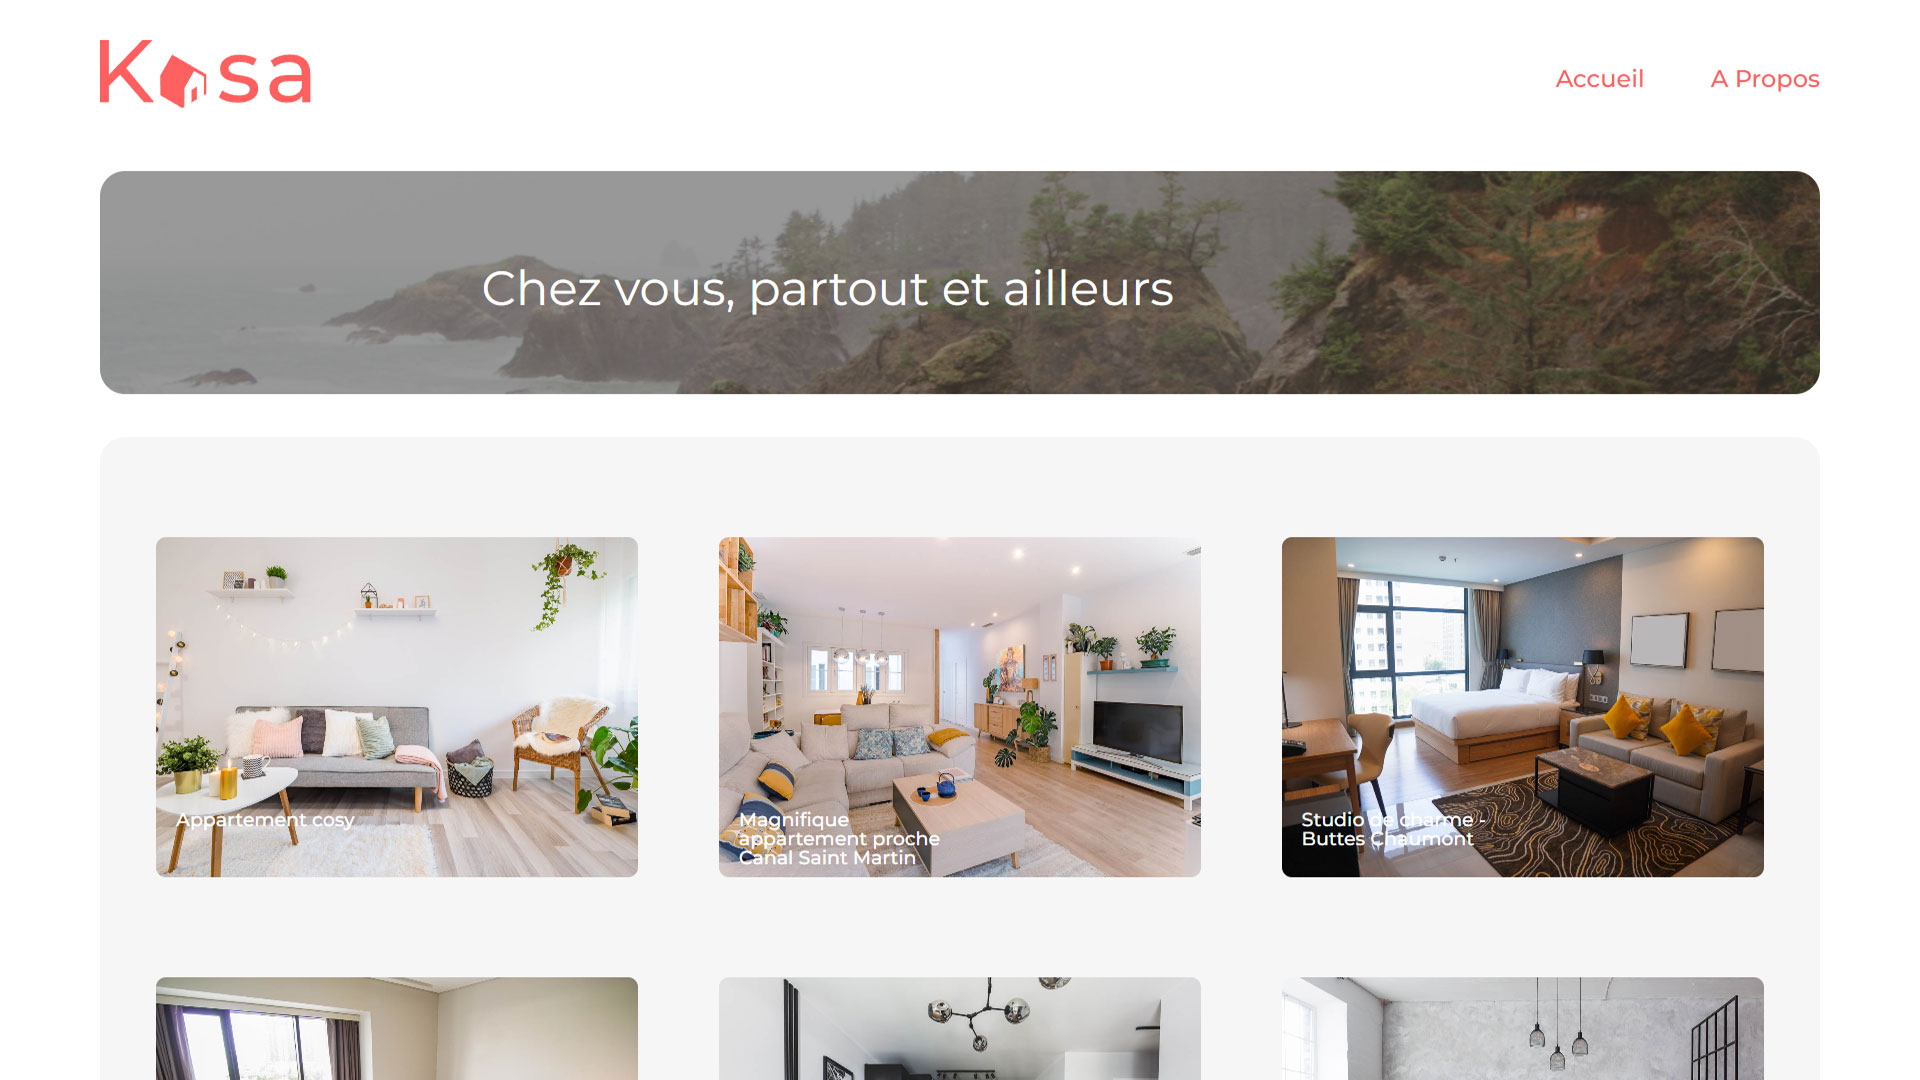 Kasa
Accueil
A Propos
Chez vous, partout et ailleurs
Appartement cosy
Magnifique
appartement proche
Canal Saint Martin
Studio de charme -
Buttes Chaumont